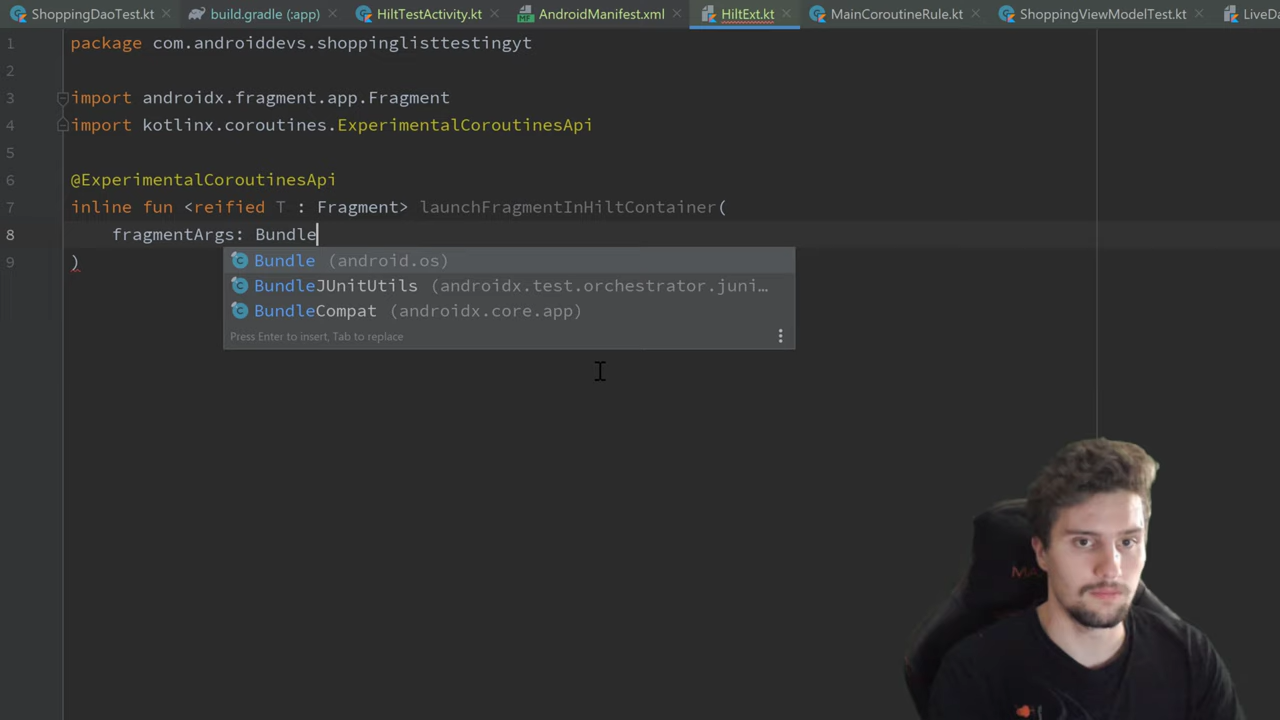 ShoppingDaoTest.kt build.gradle (:app) HiltTestActivity.kt AndroidManifest.xml HiltExt.kt MainCoroutineRule.kt ShoppingViewModelTest.kt LiveDa
1 package com.androiddevs.shoppinglisttestingyt
2
3 import androidx.fragment.app.Fragment
4 import kotlinx.coroutines.ExperimentalCoroutinesApi
5
6 @ExperimentalCoroutinesApi
7 inline fun <reified T : Fragment> launchFragmentInHiltContainer(
8 fragmentArgs: Bundle
9 )
Bundle (android.os)
BundleJUnitUtils (androidx.test.orchestrator.juni…
BundleCompat (androidx.core.app)
Press Enter to insert, Tab to replace